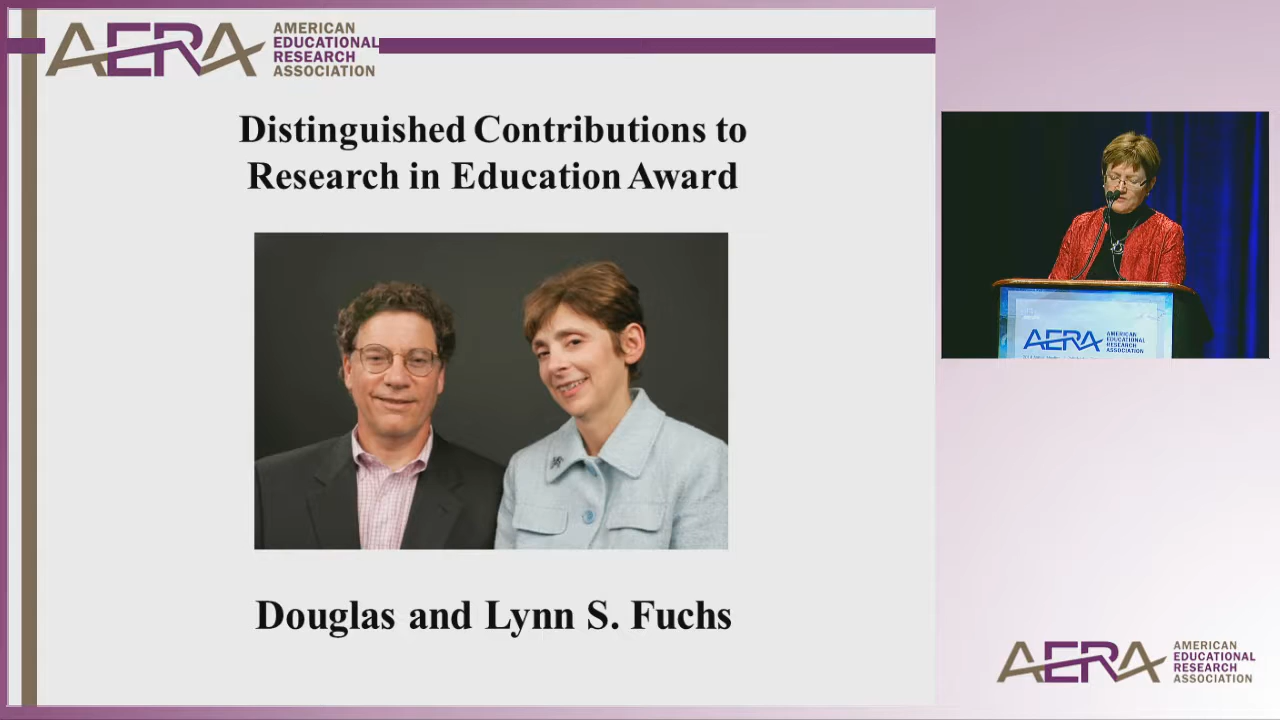 AERA
AMERICAN
EDUCATIONAL
RESEARCH
ASSOCIATION
Distinguished Contributions to
Research in Education Award
Douglas and Lynn S. Fuchs
AERA
AMERICAN
EDUCATIONAL
RESEARCH
ASSOCIATION
AERA
AMERICAN
EDUCATIONAL
RESEARCH
ASSOCIATION